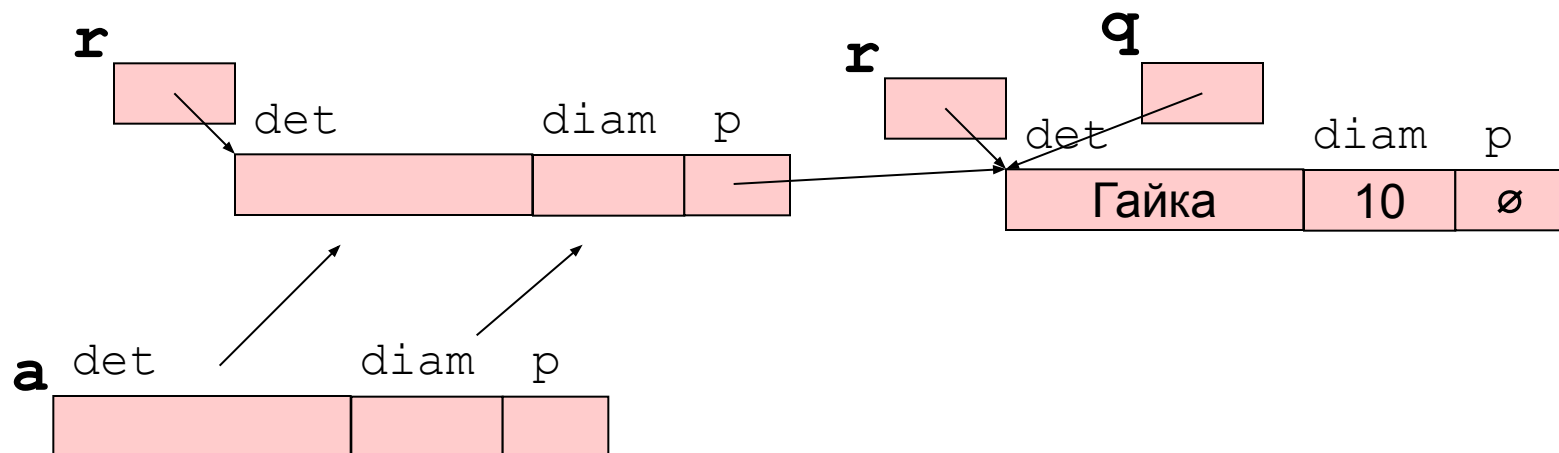 r
r
q
det diam p
det diam p
Гайка 10 ∅
a det diam p